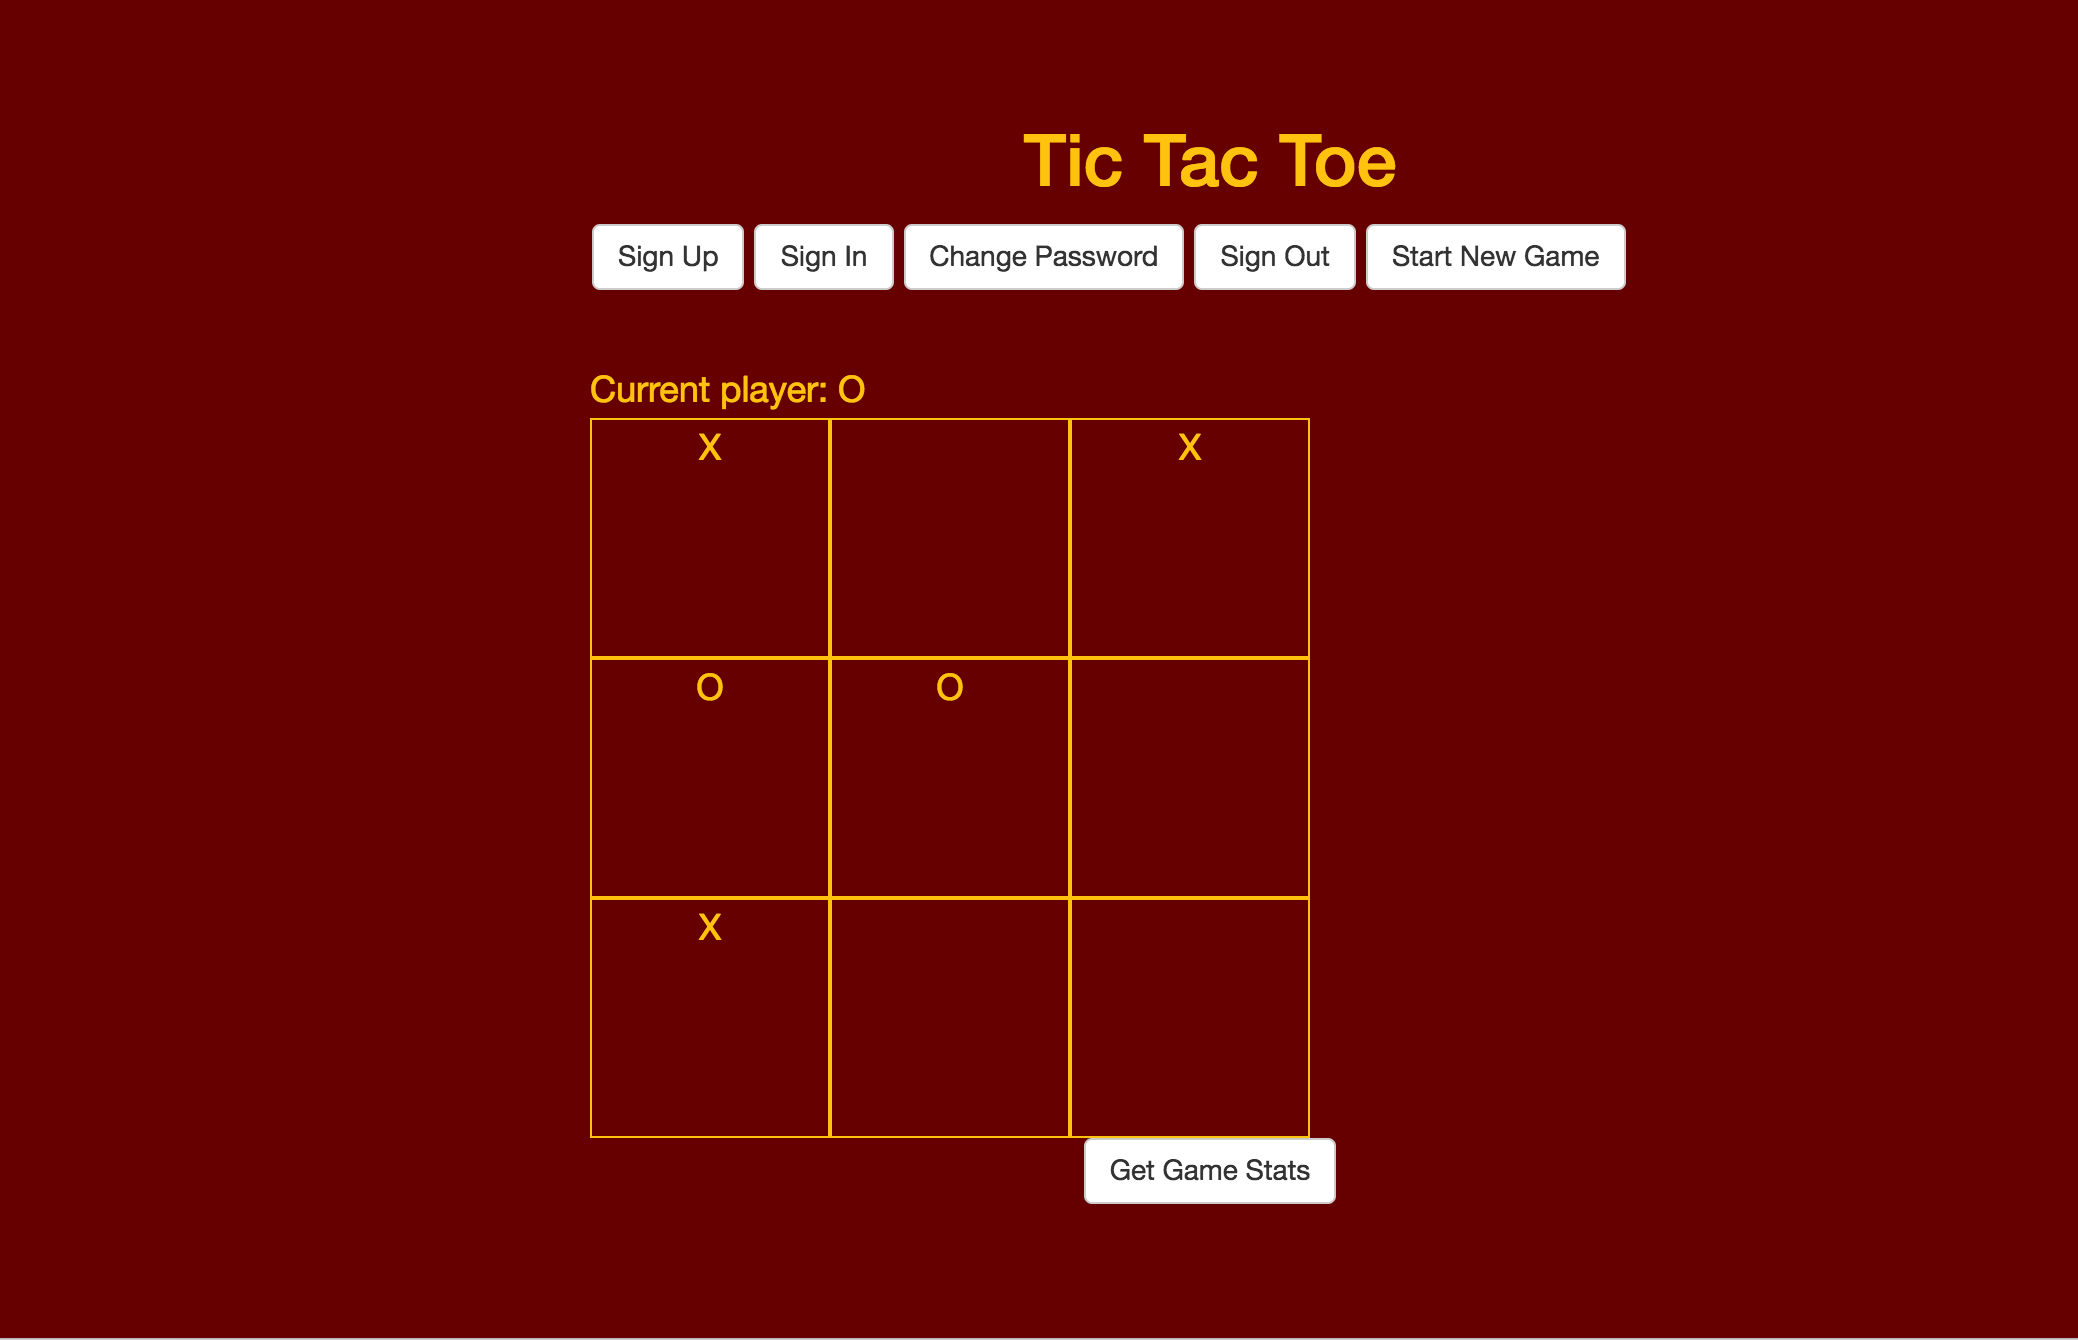 Tic Tac Toe
Sign Up Sign In Change Password Sign Out Start New Game
Current player: O
X X
O O
X
Get Game Stats